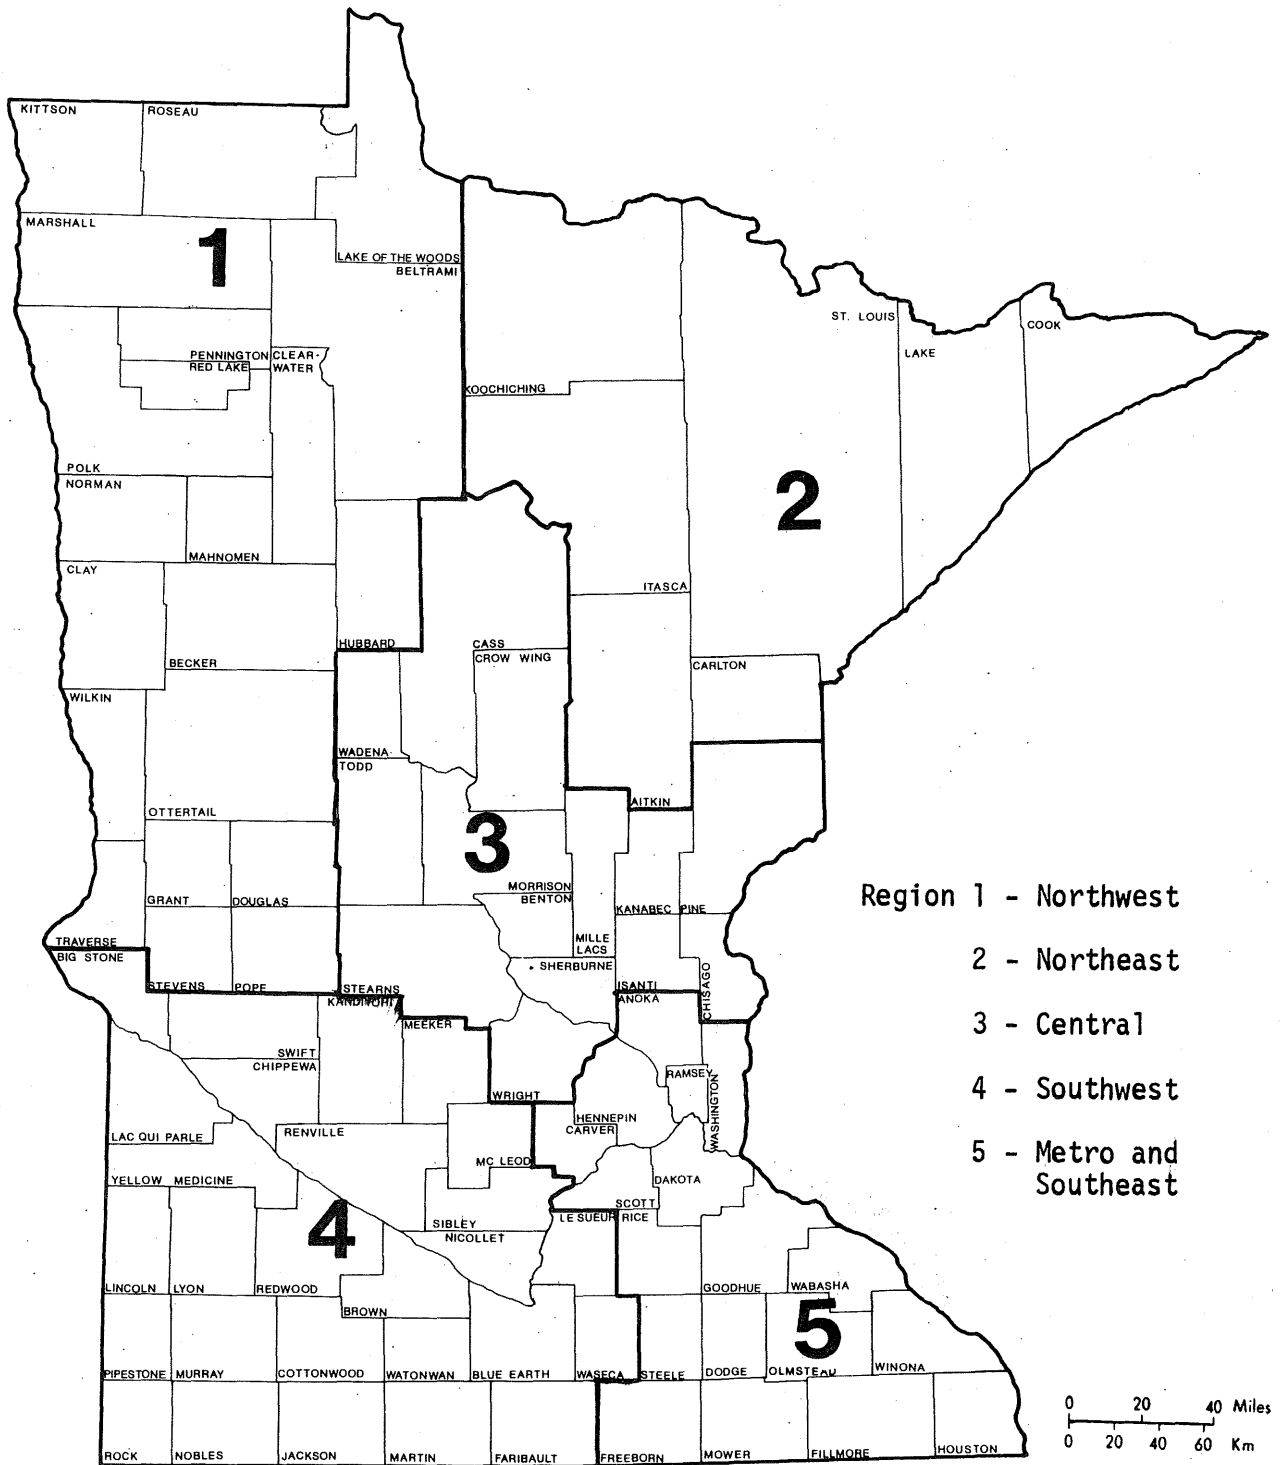 KITTSON
ROSEAU
MARSHALL
1
LAKE OF THE WOODS
BELTRAMI
ST. LOUIS
COOK
LAKE
PENNINGTON
CLEAR-
RED LAKE
WATER
KOOCHICHING
POLK
NORMAN
2
MAHNOMEN
CLAY
ITASCA
HUBBARD
CASS
CROW WING
BECKER
CARLTON
WILKIN
WADENA
TODD
AITKIN
OTTERTAIL
3
MORRISON
BENTON
GRANT
DOUGLAS
KANABEC
PINE
MILLE
LACS
TRAVERSE
BIG STONE
SHERBURNE
CHISAGO
STEVENS
POPE
STEARNS
ISANTI
KANDIYOHI
ANOKA
MEEKER
SWIFT
CHIPPEWA
RAMSEY
WASHINGTON
WRIGHT
HENNEPIN
CARVER
LAC QUI PARLE
RENVILLE
MC LEOD
YELLOW MEDICINE
DAKOTA
SCOTT
4
LE SUEUR
RICE
SIBLEY
NICOLLET
LINCOLN
LYON
REDWOOD
GOODHUE
WABASHA
BROWN
5
PIPESTONE
MURRAY
COTTONWOOD
WATONWAN
BLUE EARTH
WASECA
STEELE
DODGE
OLMSTEAD
WINONA
ROCK
NOBLES
JACKSON
MARTIN
FARIBAULT
FREEBORN
MOWER
FILLMORE
HOUSTON
Region 1 - Northwest
2 - Northeast
3 - Central
4 - Southwest
5 - Metro and
Southeast
0 20 40 Miles
0 20 40 60 Km